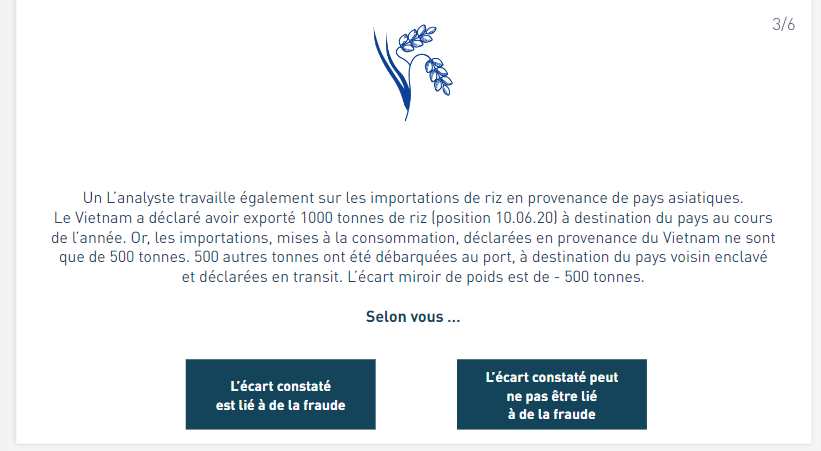 3/6
Un L’analyste travaille également sur les importations de riz en provenance de pays asiatiques.
Le Vietnam a déclaré avoir exporté 1000 tonnes de riz (position 10.06.20) à destination du pays au cours
de l’année. Or, les importations, mises à la consommation, déclarées en provenance du Vietnam ne sont
que de 500 tonnes. 500 autres tonnes ont été débarquées au port, à destination du pays voisin enclavé
et déclarées en transit. L’écart miroir de poids est de - 500 tonnes.
Selon vous ...
L’écart constaté
est lié à de la fraude
L’écart constaté peut
ne pas être lié
à de la fraude